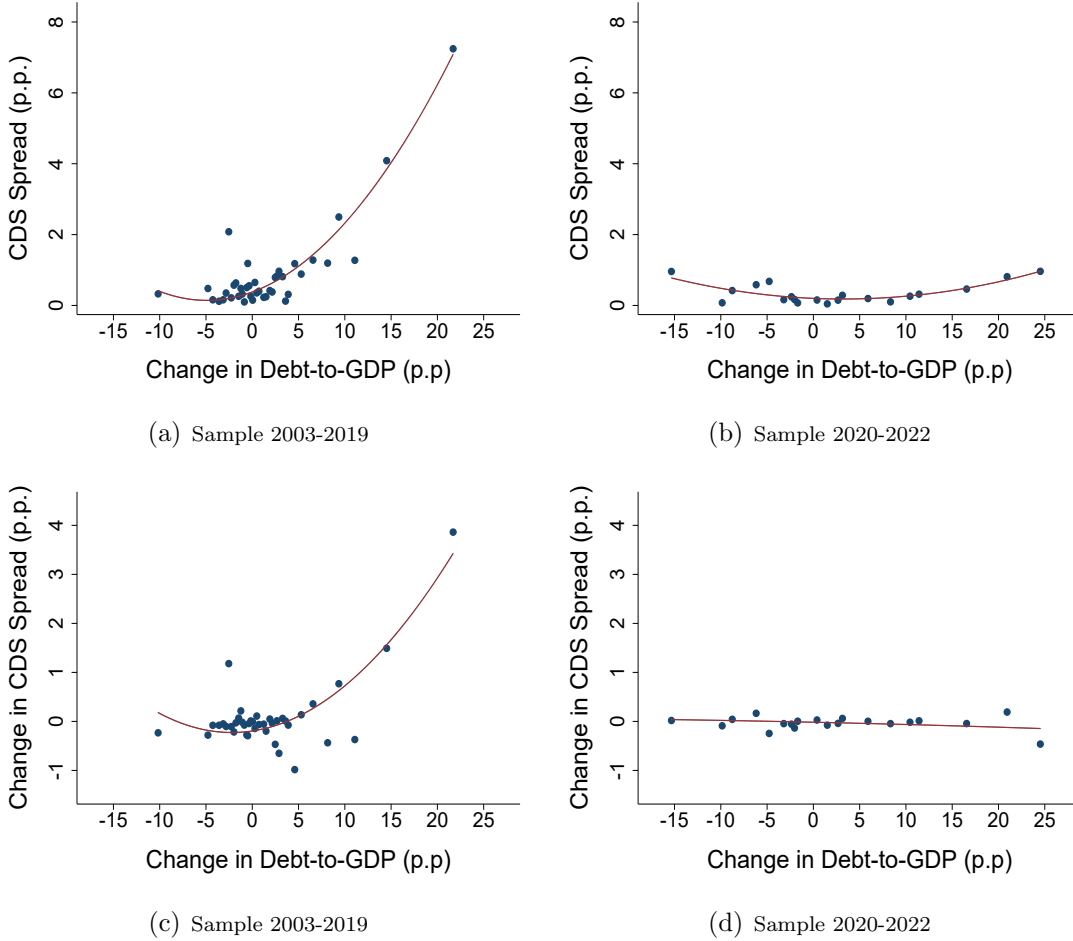 8
6
4
2
0
CDS Spread (p.p.)
-15 -10 -5 0 5 10 15 20 25
Change in Debt-to-GDP (p.p)
(a) Sample 2003-2019
8
6
4
2
0
CDS Spread (p.p.)
-15 -10 -5 0 5 10 15 20 25
Change in Debt-to-GDP (p.p)
(b) Sample 2020-2022
4
3
2
1
0
-1
Change in CDS Spread (p.p.)
-15 -10 -5 0 5 10 15 20 25
Change in Debt-to-GDP (p.p)
(c) Sample 2003-2019
4
3
2
1
0
-1
Change in CDS Spread (p.p.)
-15 -10 -5 0 5 10 15 20 25
Change in Debt-to-GDP (p.p)
(d) Sample 2020-2022